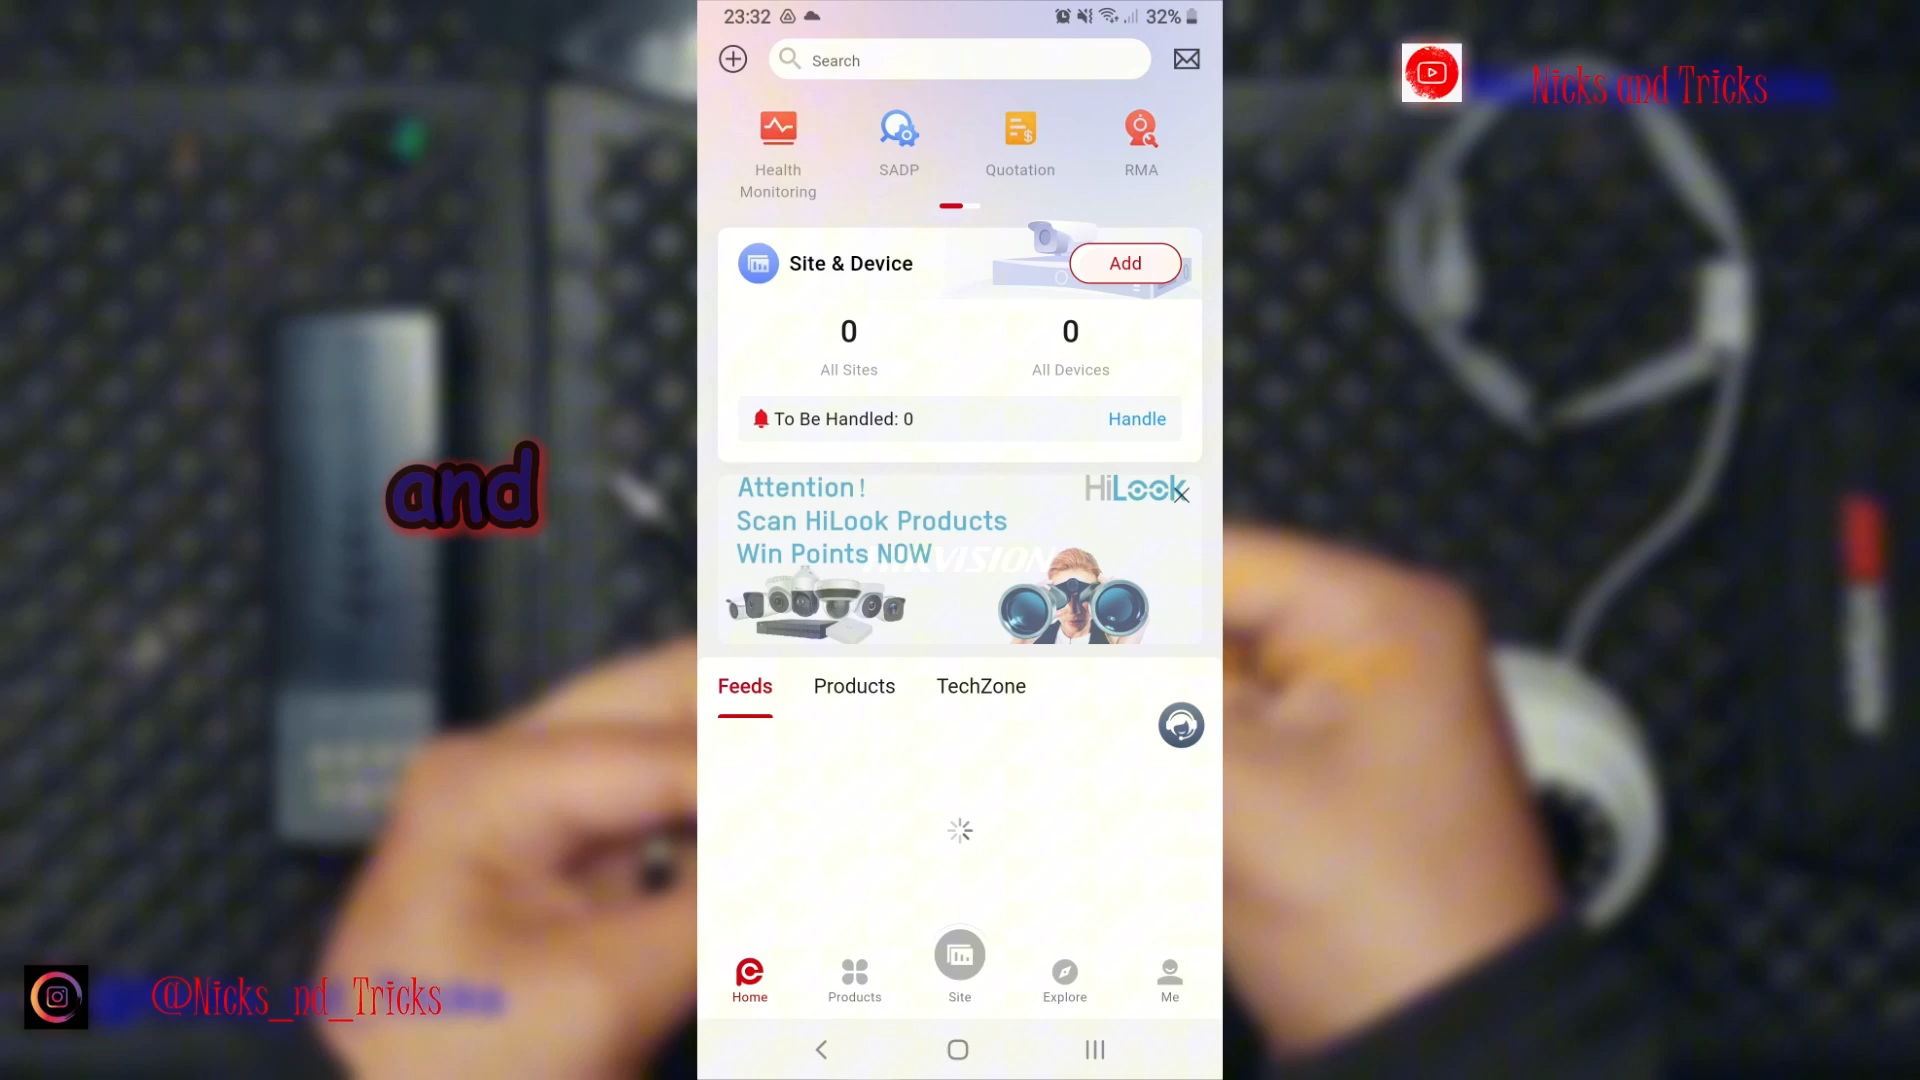 23:32
32%
Search
Nicks and Tricks
Health
Monitoring
SADP
Quotation
RMA
Site & Device
Add
0
All Sites
0
All Devices
To Be Handled: 0
Handle
and
Attention!
Scan HiLook Products
Win Points NOW
HiLook
HIKVISION
Feeds
Products
TechZone
Home
Products
Site
Explore
Me
@Nicks_nd_Tricks